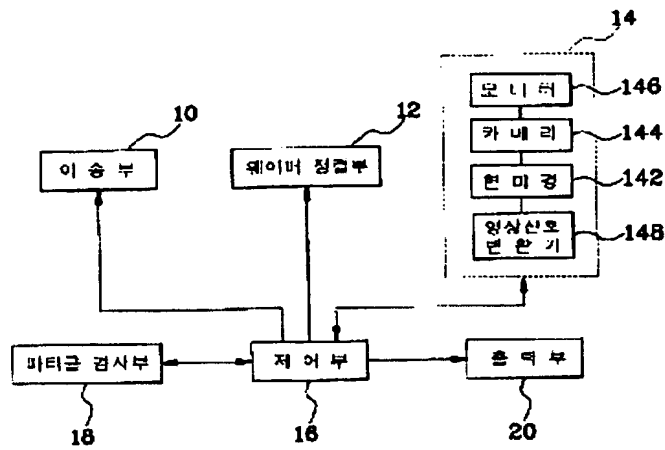 14
모 니 터
146
카 메 라
144
현 미 경
142
영상신호
변 환 기
148
10
이 송 부
12
웨이퍼 정렬부
파티클 검사부
18
제 어 부
16
출 력 부
20